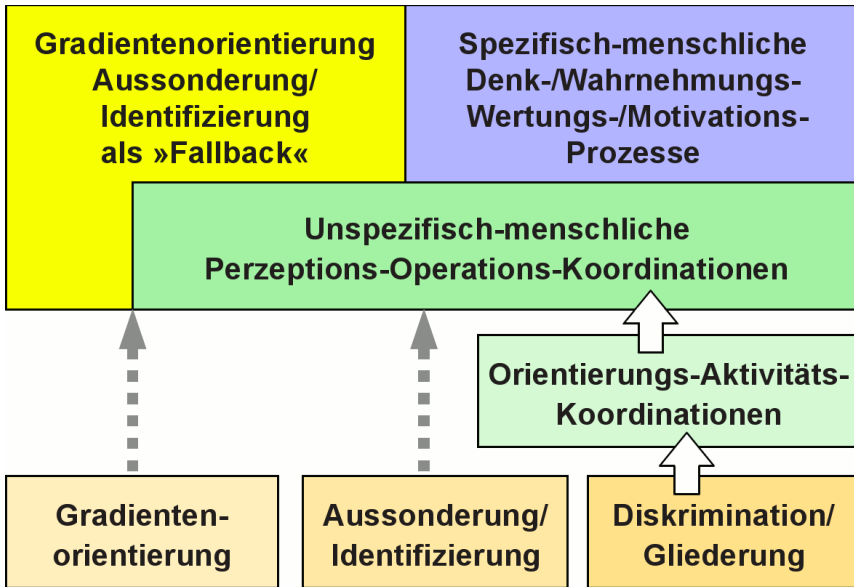 Gradientenorientierung
Aussonderung/
Identifizierung
als »Fallback«
Spezifisch-menschliche
Denk-/Wahrnehmungs-
Wertungs-/Motivations-
Prozesse
Unspezifisch-menschliche
Perzeptions-Operations-Koordinationen
Orientierungs-Aktivitäts-
Koordinationen
Gradienten-
orientierung
Aussonderung/
Identifizierung
Diskrimination/
Gliederung